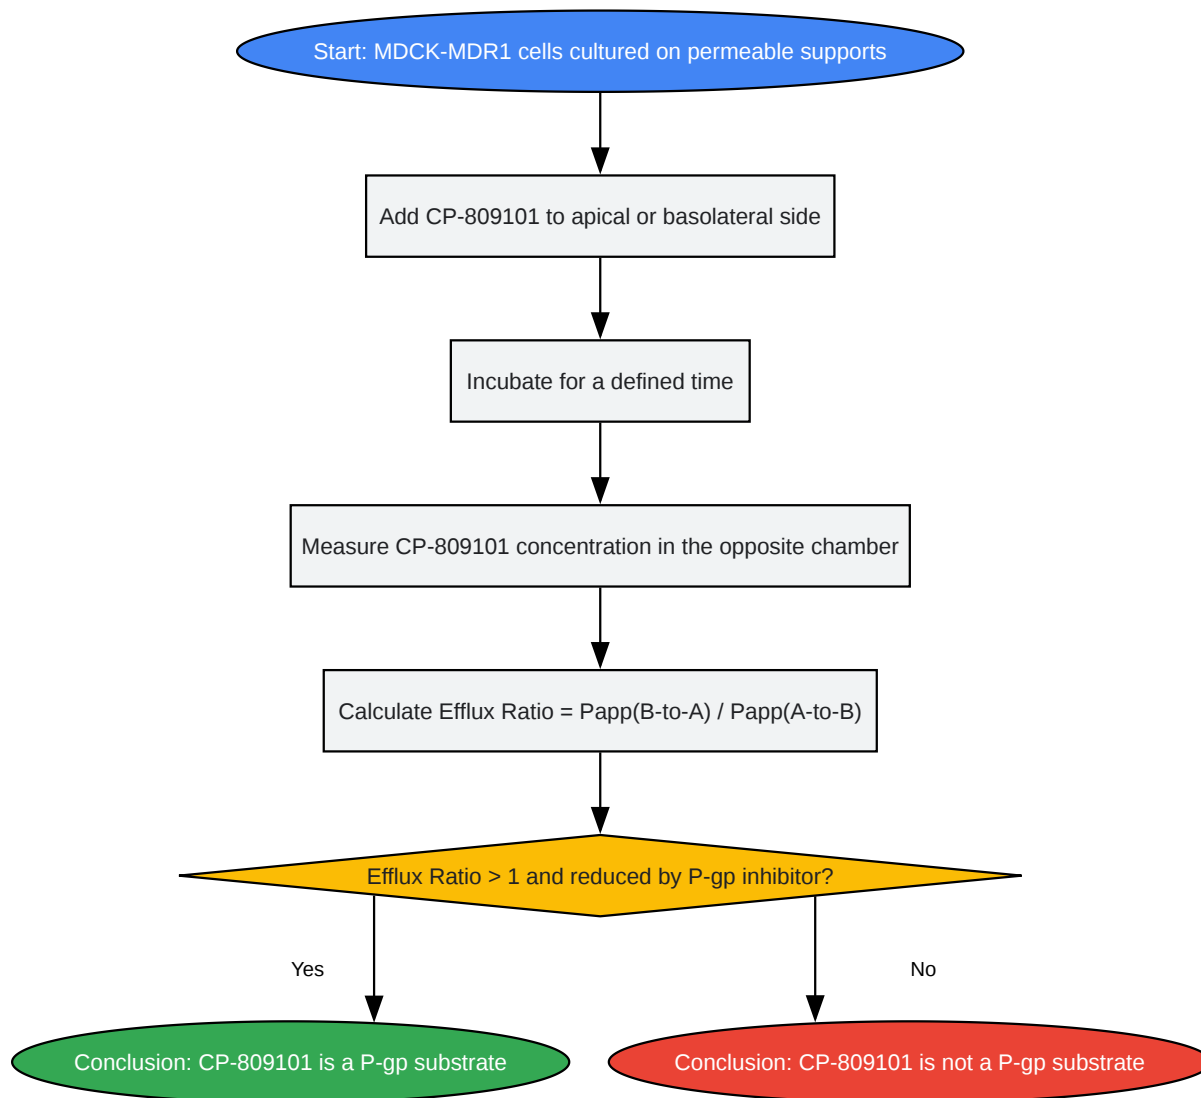 Start: MDCK-MDR1 cells cultured on permeable supports
Add CP-809101 to apical or basolateral side
Incubate for a defined time
Measure CP-809101 concentration in the opposite chamber
Calculate Efflux Ratio = Papp(B-to-A) / Papp(A-to-B)
Efflux Ratio > 1 and reduced by P-gp inhibitor?
Yes
No
Conclusion: CP-809101 is a P-gp substrate
Conclusion: CP-809101 is not a P-gp substrate